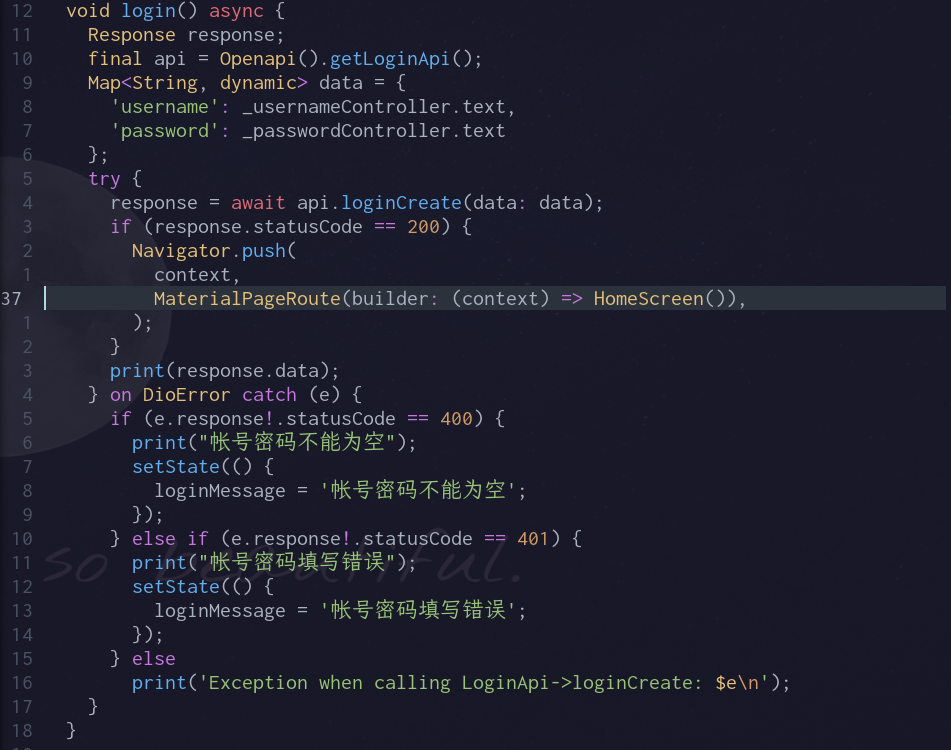 12 void login() async {
11 Response response;
10 final api = Openapi().getLoginApi();
9 Map<String, dynamic> data = {
8 'username': _usernameController.text,
7 'password': _passwordController.text
6 };
5 try {
4 response = await api.loginCreate(data: data);
3 if (response.statusCode == 200) {
2 Navigator.push(
1 context,
37 MaterialPageRoute(builder: (context) => HomeScreen()),
1 );
2 }
3 print(response.data);
4 } on DioError catch (e) {
5 if (e.response!.statusCode == 400) {
6 print("帐号密码不能为空");
7 setState(() {
8 loginMessage = '帐号密码不能为空';
9 });
10 } else if (e.response!.statusCode == 401) {
11 print("帐号密码填写错误");
12 setState(() {
13 loginMessage = '帐号密码填写错误';
14 });
15 } else
16 print('Exception when calling LoginApi->loginCreate: $e\n');
17 }
18 }
so beautiful.